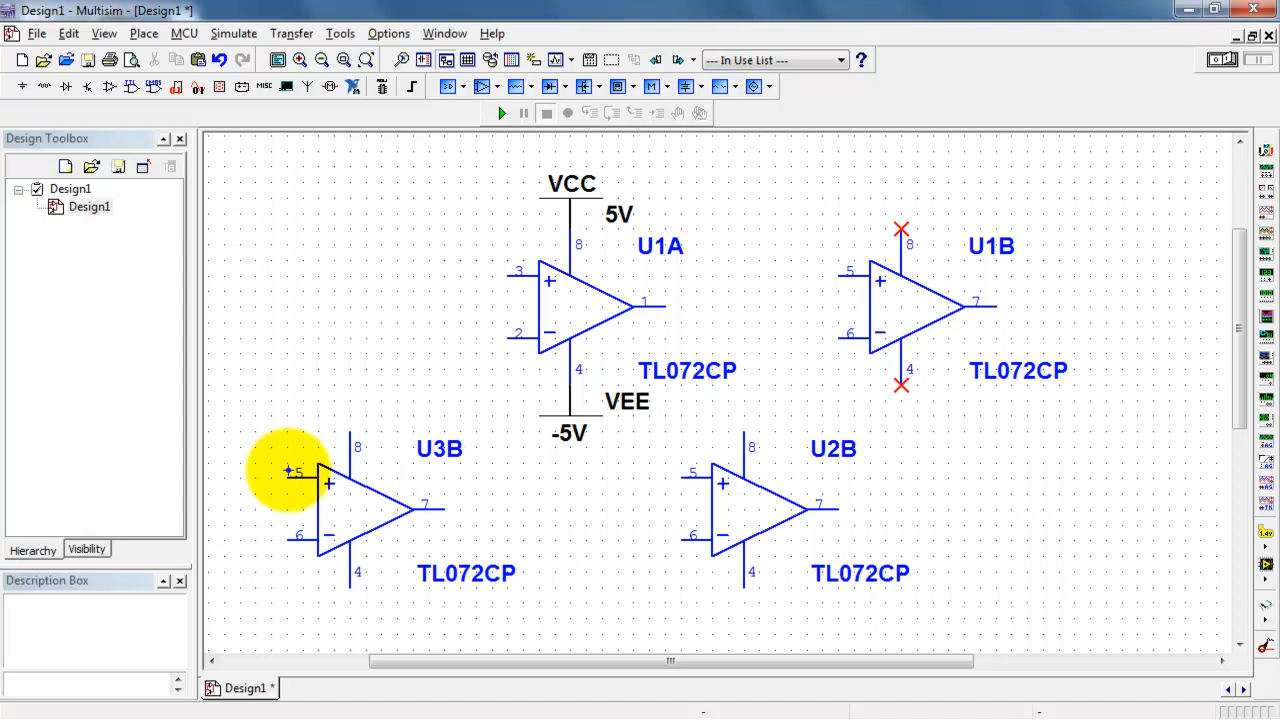 Design1 - Multisim - [Design1 *]
File Edit View Place MCU Simulate Transfer Tools Options Window Help
--- In Use List --- ?
MISC
Design Toolbox
Design1
Design1
Hierarchy Visibility
Description Box
VCC
5V
8 U1A
3 + 1
2 −
4 TL072CP
VEE
-5V
8 U1B
5 + 7
6 −
4 TL072CP
8 U3B
5 + 7
6 −
4 TL072CP
8 U2B
5 + 7
6 −
4 TL072CP
Design1 *
- -